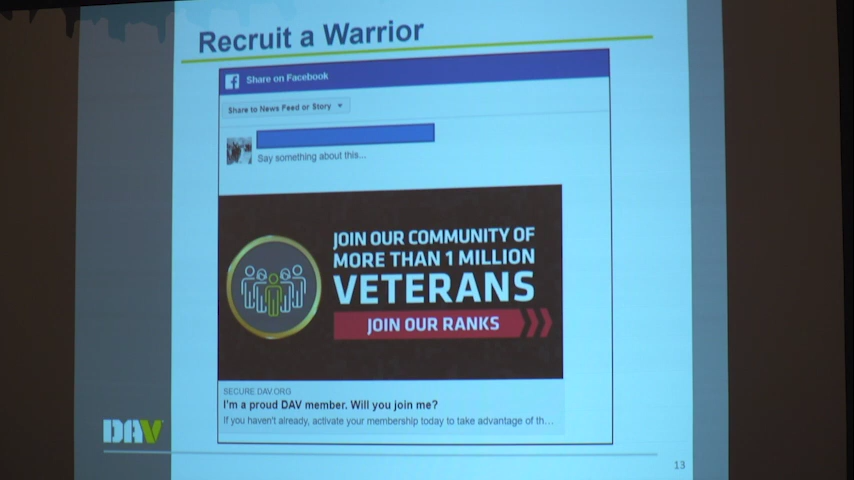 Recruit a Warrior
Share on Facebook
Share to News Feed or Story
Say something about this...
JOIN OUR COMMUNITY OF
MORE THAN 1 MILLION
VETERANS
JOIN OUR RANKS
SECURE.DAV.ORG
I'm a proud DAV member. Will you join me?
If you haven't already, activate your membership today to take advantage of th...
DAV
13